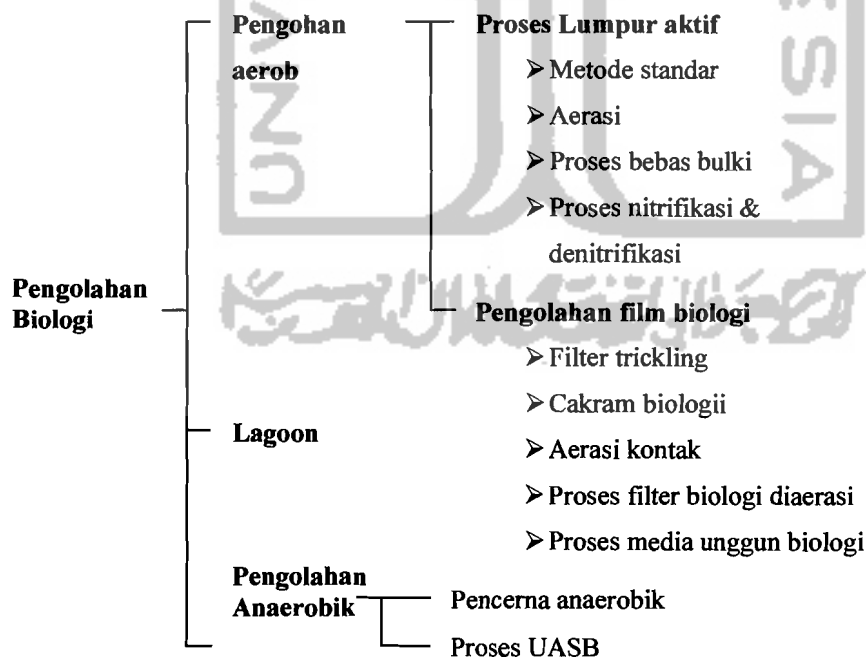 Pengolahan
Biologi
Pengohan
aerob
Proses Lumpur aktif
➤ Metode standar
➤ Aerasi
➤ Proses bebas bulki
➤ Proses nitrifikasi &
denitrifikasi
Pengolahan film biologi
➤ Filter trickling
➤ Cakram biologii
➤ Aerasi kontak
➤ Proses filter biologi diaerasi
➤ Proses media unggun biologi
Lagoon
Pengolahan
Anaerobik
Pencerna anaerobik
Proses UASB